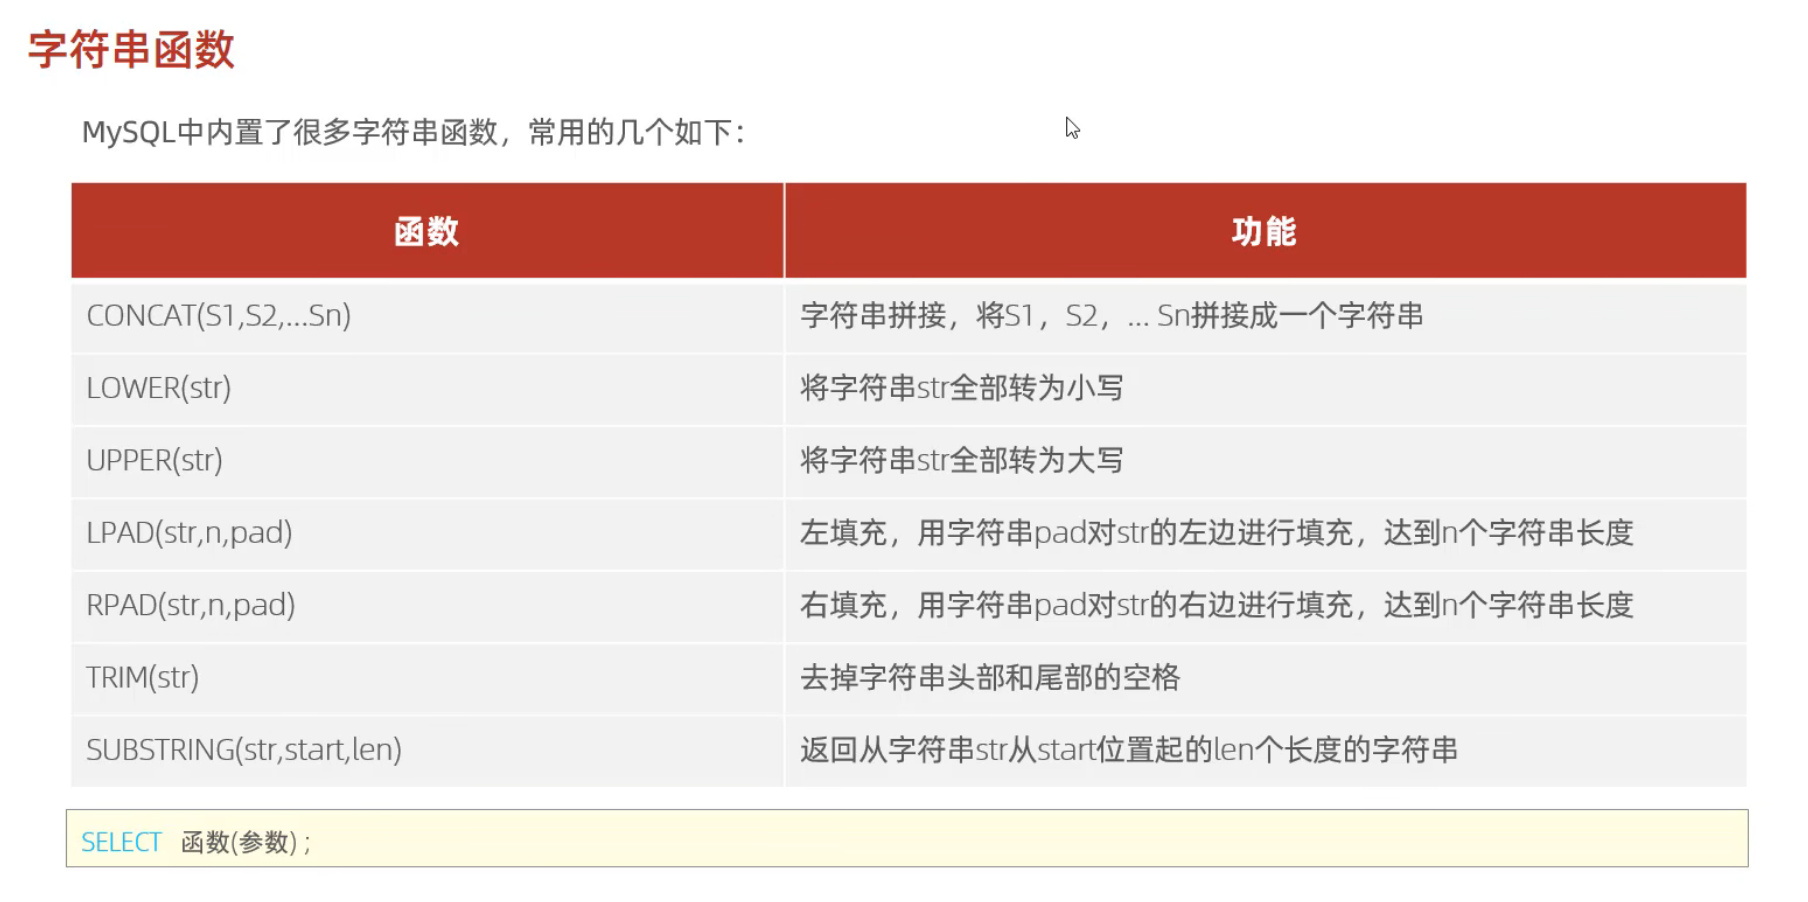 字符串函数
MySQL中内置了很多字符串函数，常用的几个如下：
函数 功能
CONCAT(S1,S2,...Sn) 字符串拼接，将S1，S2，... Sn拼接成一个字符串
LOWER(str) 将字符串str全部转为小写
UPPER(str) 将字符串str全部转为大写
LPAD(str,n,pad) 左填充，用字符串pad对str的左边进行填充，达到n个字符串长度
RPAD(str,n,pad) 右填充，用字符串pad对str的右边进行填充，达到n个字符串长度
TRIM(str) 去掉字符串头部和尾部的空格
SUBSTRING(str,start,len) 返回从字符串str从start位置起的len个长度的字符串
SELECT 函数(参数) ;